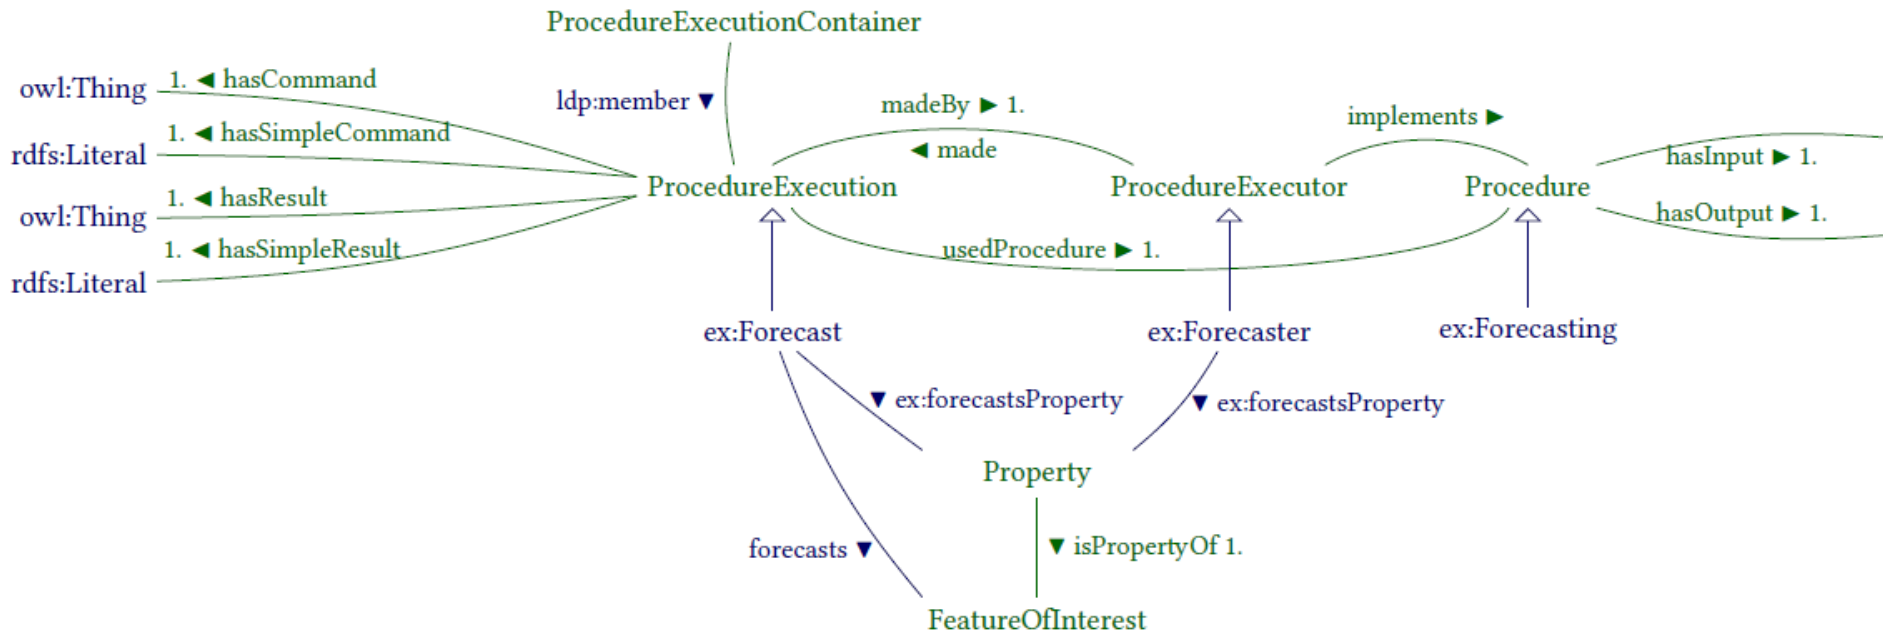 ProcedureExecutionContainer
owl:Thing
1. ◄ hasCommand
ldp:member ▼
madeBy ► 1.
implements ►
1. ◄ hasSimpleCommand
rdfs:Literal
◄ made
hasInput ► 1.
ProcedureExecution
ProcedureExecutor
Procedure
1. ◄ hasResult
owl:Thing
hasOutput ► 1.
1. ◄ hasSimpleResult
usedProcedure ► 1.
rdfs:Literal
ex:Forecast
ex:Forecaster
ex:Forecasting
▼ ex:forecastsProperty
▼ ex:forecastsProperty
Property
forecasts ▼
▼ isPropertyOf 1.
FeatureOfInterest